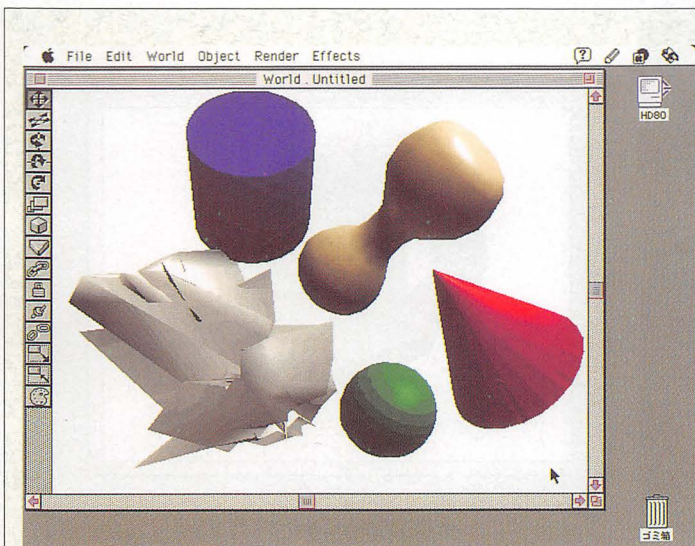 File Edit World Object Render Effects
World . Untitled
HD80
ゴミ箱